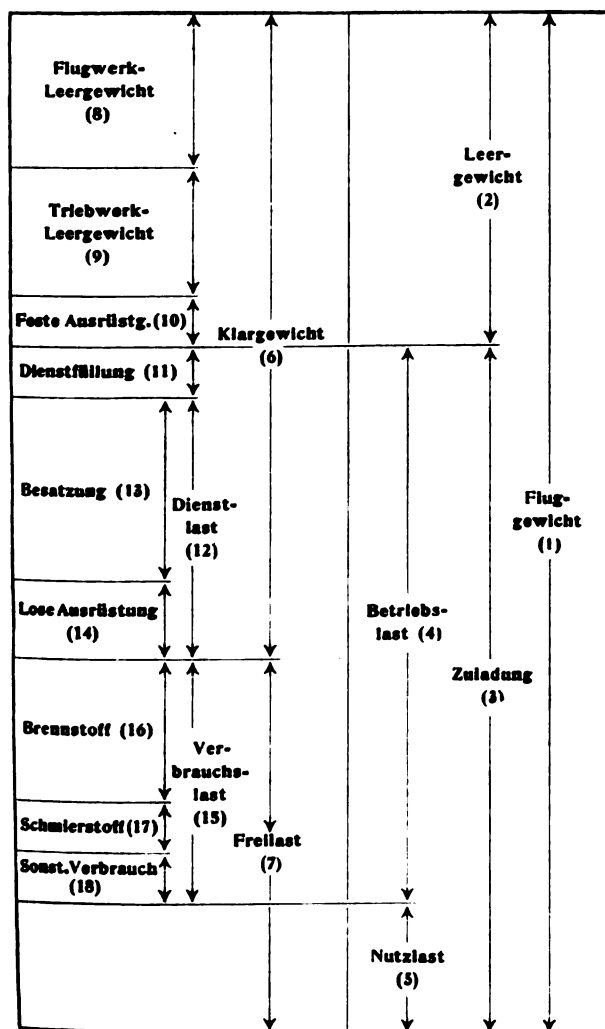 Flugwerk-
Leergewicht
(8)
Triebwerk-
Leergewicht
(9)
Feste Ausrüstg. (10)
Dienstfüllung (11)
Besatzung (13)
Lose Ausrüstung
(14)
Brennstoff (16)
Schmierstoff (17)
Sonst. Verbrauch
(18)
Dienst-
last
(12)
Ver-
brauchs-
last
(15)
Klargewicht
(6)
Freilast
(7)
Betriebs-
last (4)
Nutzlast
(5)
Leer-
gewicht
(2)
Zuladung
(3)
Flug-
gewicht
(1)